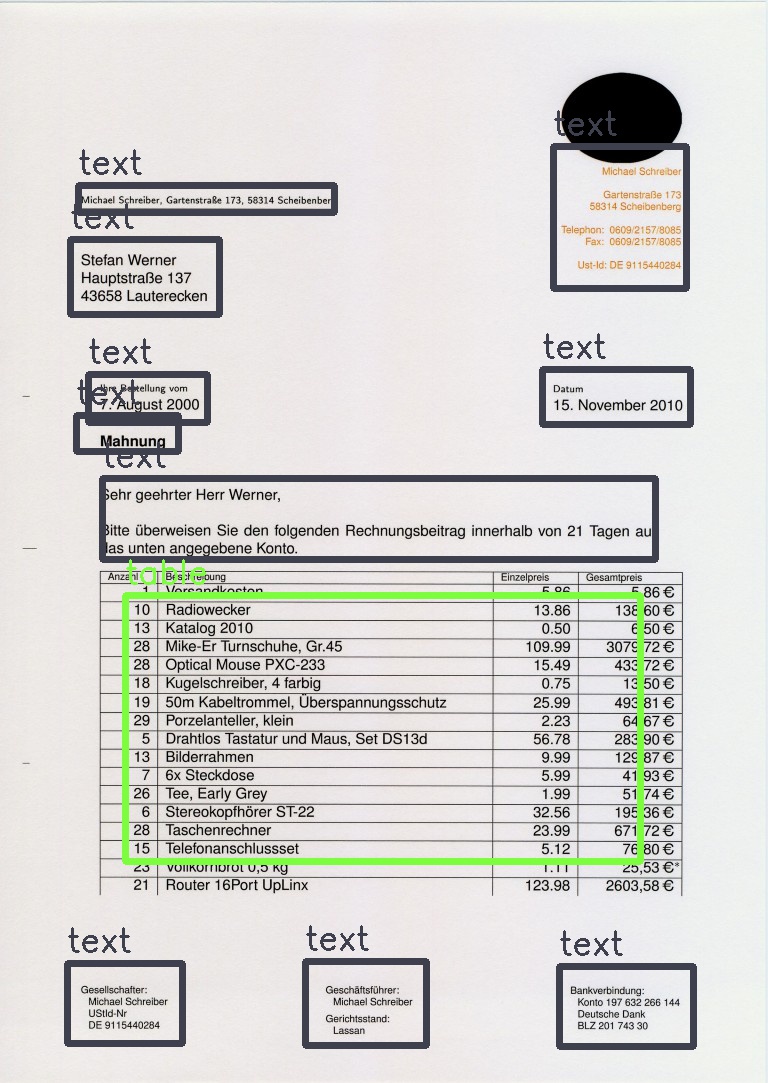 text
Michael Schreiber
Gartenstraße 173
58314 Scheibenberg
Telephon: 0609/2157/8085
Fax: 0609/2157/8085
Ust-Id: DE 9115440284
text
Michael Schreiber, Gartenstraße 173, 58314 Scheibenber
text
Stefan Werner
Hauptstraße 137
43658 Lauterecken
text
Ihre Bestellung vom
7. August 2000
text
Datum
15. November 2010
text
Mahnung
text
Sehr geehrter Herr Werner,
Bitte überweisen Sie den folgenden Rechnungsbeitrag innerhalb von 21 Tagen au
das unten angegebene Konto.
table
Anzahl Beschreibung Einzelpreis Gesamtpreis
1 Versandkosten 5.86 5.86 €
10 Radiowecker 13.86 138.60 €
13 Katalog 2010 0.50 6.50 €
28 Mike-Er Turnschuhe, Gr.45 109.99 3079.72 €
28 Optical Mouse PXC-233 15.49 433.72 €
18 Kugelschreiber, 4 farbig 0.75 13.50 €
19 50m Kabeltrommel, Überspannungsschutz 25.99 493.81 €
29 Porzelanteller, klein 2.23 64.67 €
5 Drahtlos Tastatur und Maus, Set DS13d 56.78 283.90 €
13 Bilderrahmen 9.99 129.87 €
7 6x Steckdose 5.99 41.93 €
26 Tee, Early Grey 1.99 51.74 €
6 Stereokopfhörer ST-22 32.56 195.36 €
28 Taschenrechner 23.99 671.72 €
15 Telefonanschlussset 5.12 76.80 €
23 Vollkornbrot 0,5 kg 1.11 25,53 €*
21 Router 16Port UpLinx 123.98 2603,58 €
text
Gesellschafter:
Michael Schreiber
UStId-Nr
DE 9115440284
text
Geschäftsführer:
Michael Schreiber
Gerichtsstand:
Lassan
text
Bankverbindung:
Konto 197 632 266 144
Deutsche Dank
BLZ 201 743 30